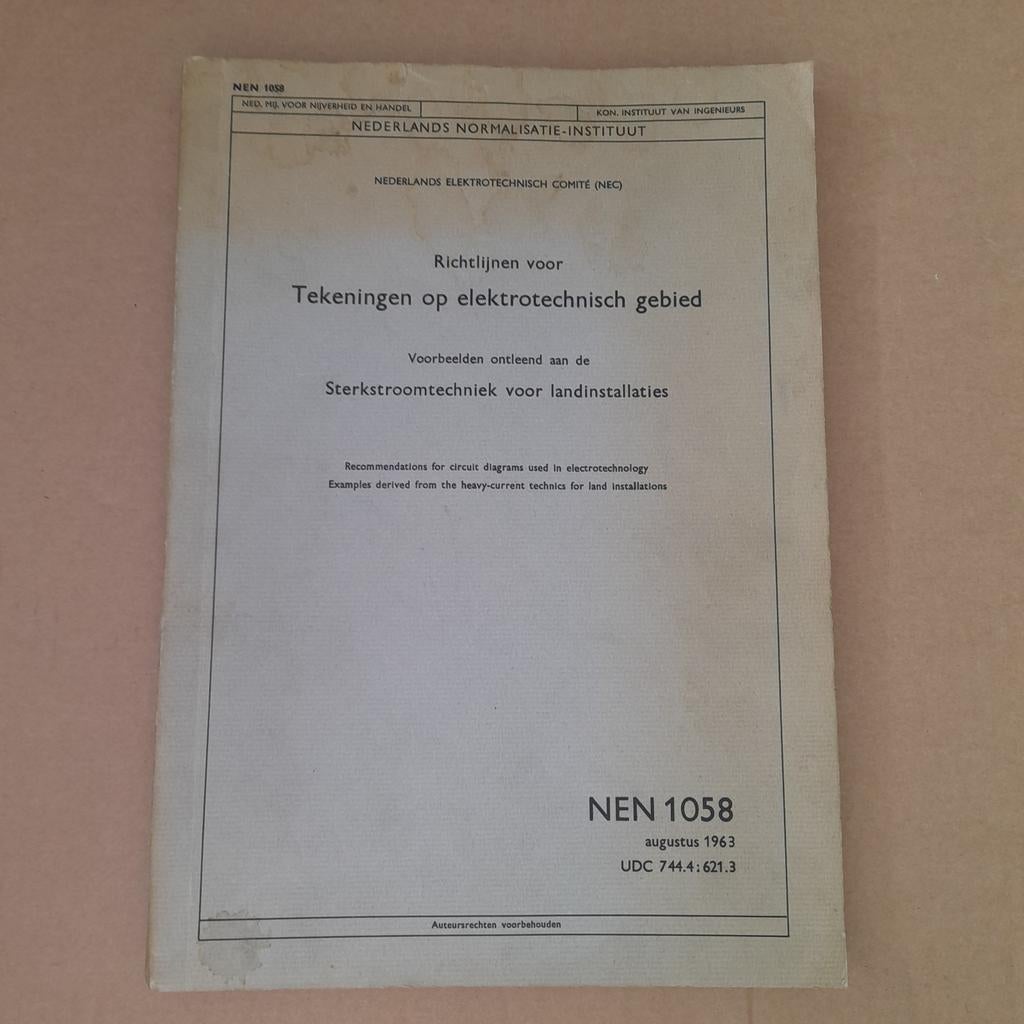 NEN 1058
NED. MIJ. VOOR NIJVERHEID EN HANDEL
KON. INSTITUUT VAN INGENIEURS
NEDERLANDS NORMALISATIE-INSTITUUT
NEDERLANDS ELEKTROTECHNISCH COMITÉ (NEC)
Richtlijnen voor
Tekeningen op elektrotechnisch gebied
Voorbeelden ontleend aan de
Sterkstroomtechniek voor landinstallaties
Recommendations for circuit diagrams used in electrotechnology
Examples derived from the heavy-current technics for land installations
NEN 1058
augustus 1963
UDC 744.4:621.3
Auteursrechten voorbehouden